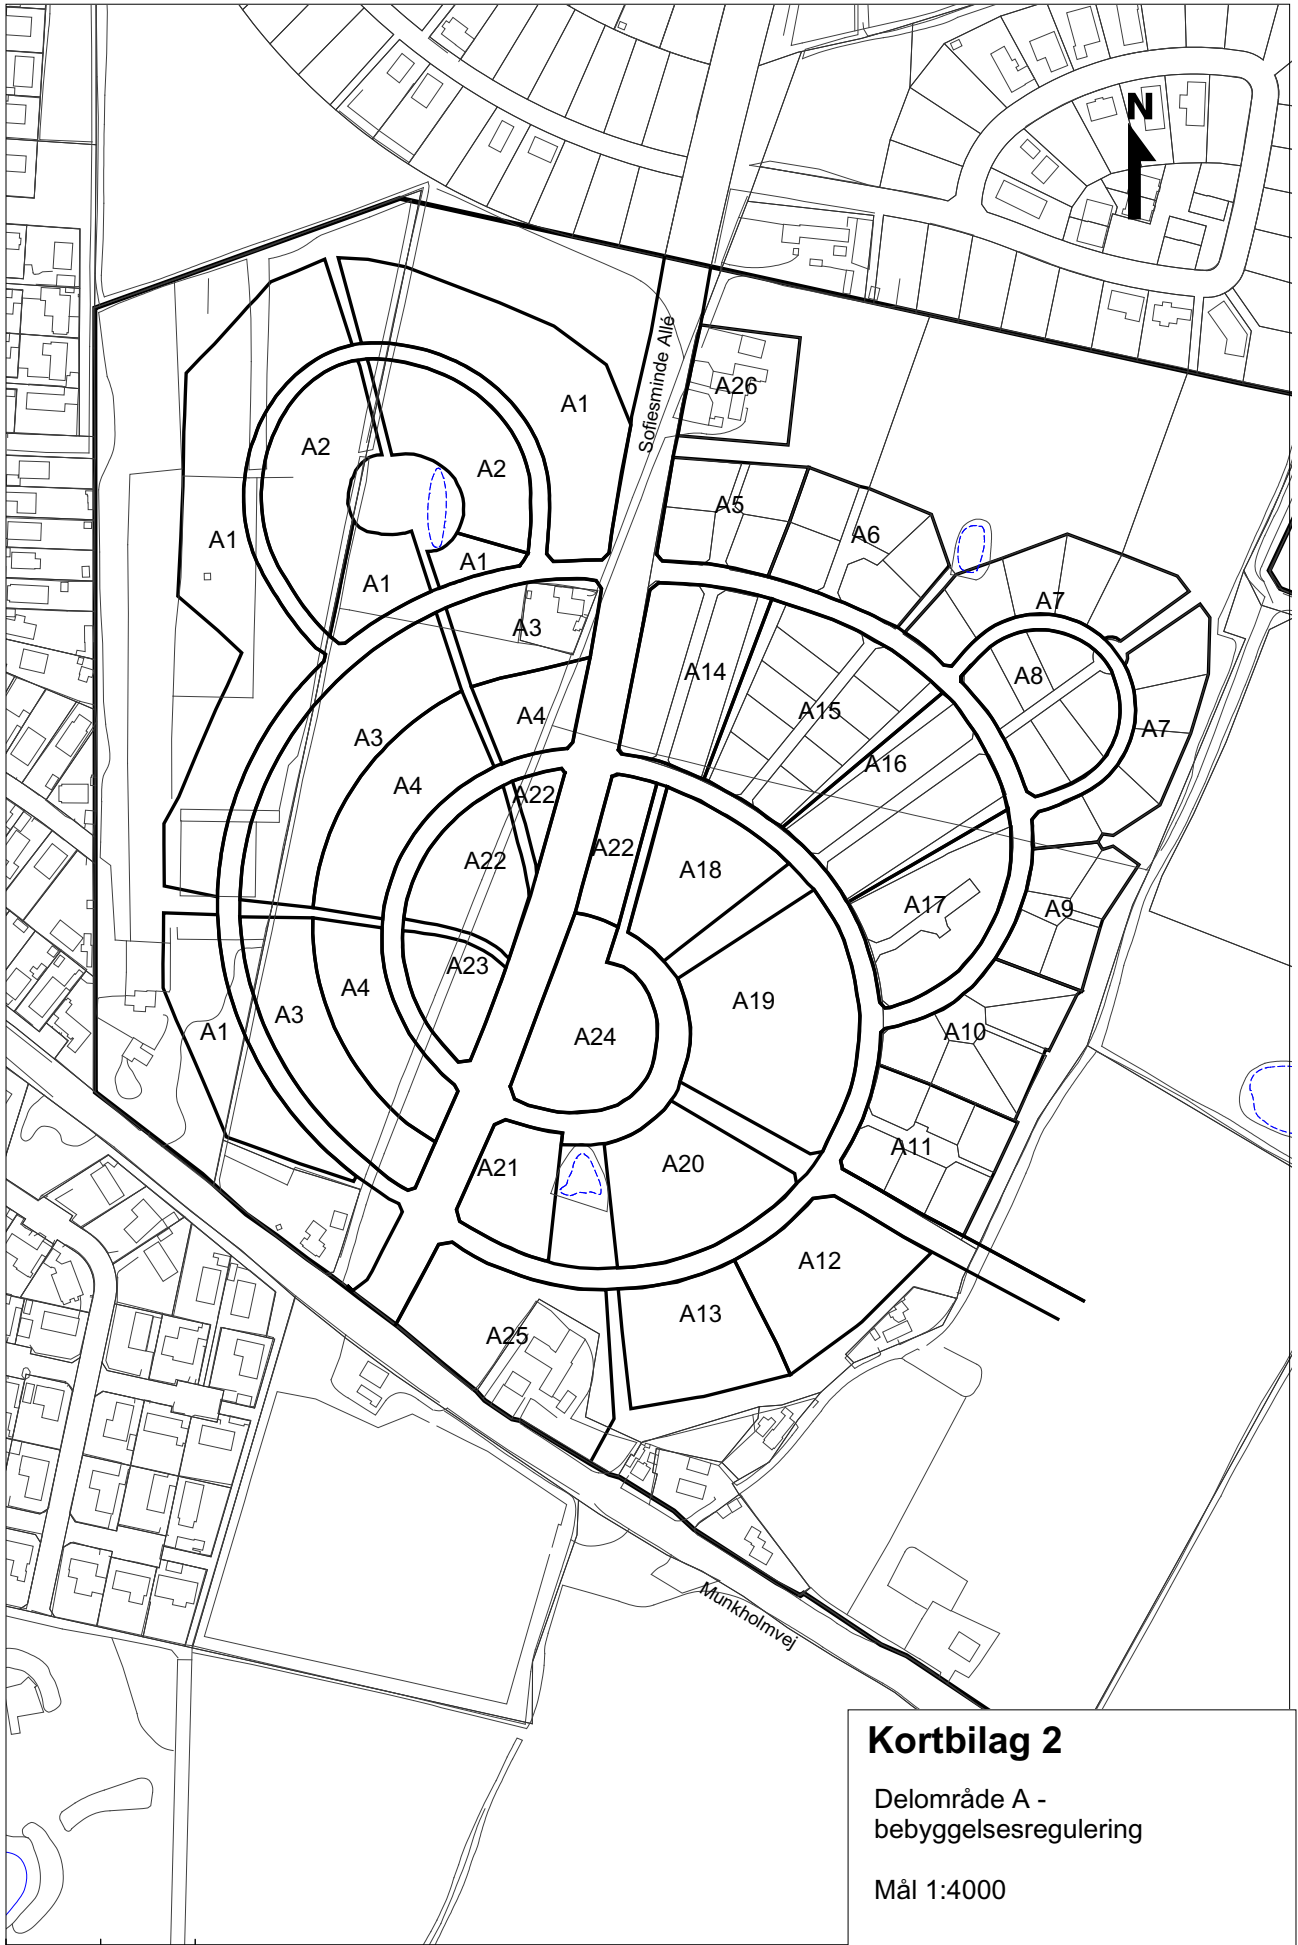 N
Sofiesminde Allé
A26
A1
A2
A2
A5
A6
A1
A1
A1
A7
A3
A14
A8
A4
A15
A7
A3
A16
A4
A22
A22
A22
A18
A17
A9
A23
A4
A3
A19
A1
A24
A10
A11
A21
A20
A12
A13
A25
Munkholmvej
Kortbilag 2
Delområde A -
bebyggelsesregulering
Mål 1:4000